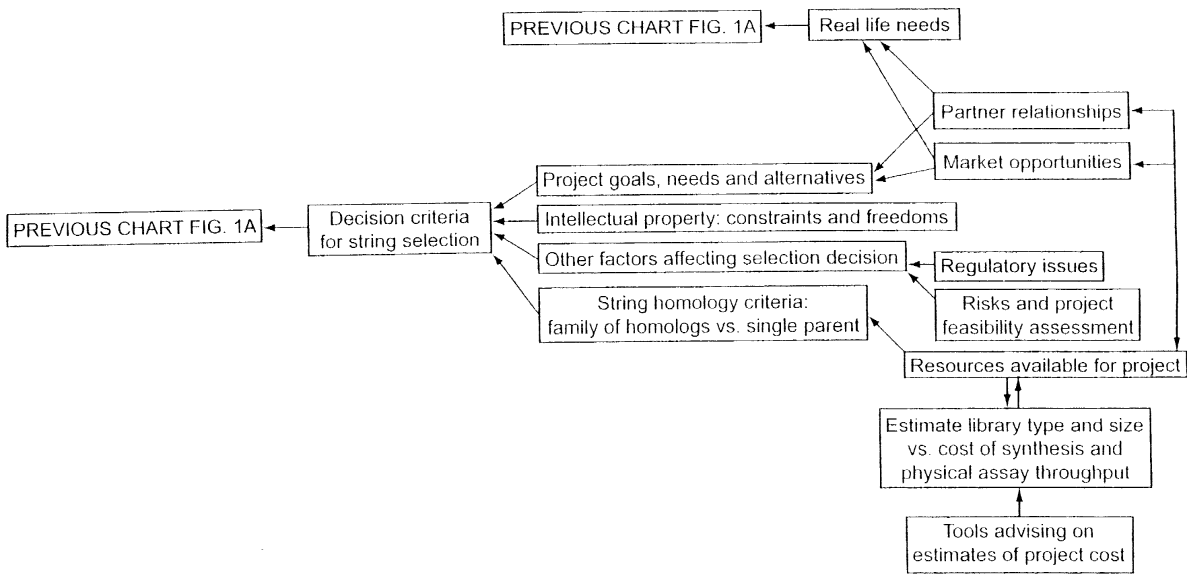 PREVIOUS CHART FIG. 1A
Real life needs
Partner relationships
Market opportunities
Project goals, needs and alternatives
PREVIOUS CHART FIG. 1A
Decision criteria
for string selection
Intellectual property: constraints and freedoms
Other factors affecting selection decision
Regulatory issues
String homology criteria:
family of homologs vs. single parent
Risks and project
feasibility assessment
Resources available for project
Estimate library type and size
vs. cost of synthesis and
physical assay throughput
Tools advising on
estimates of project cost